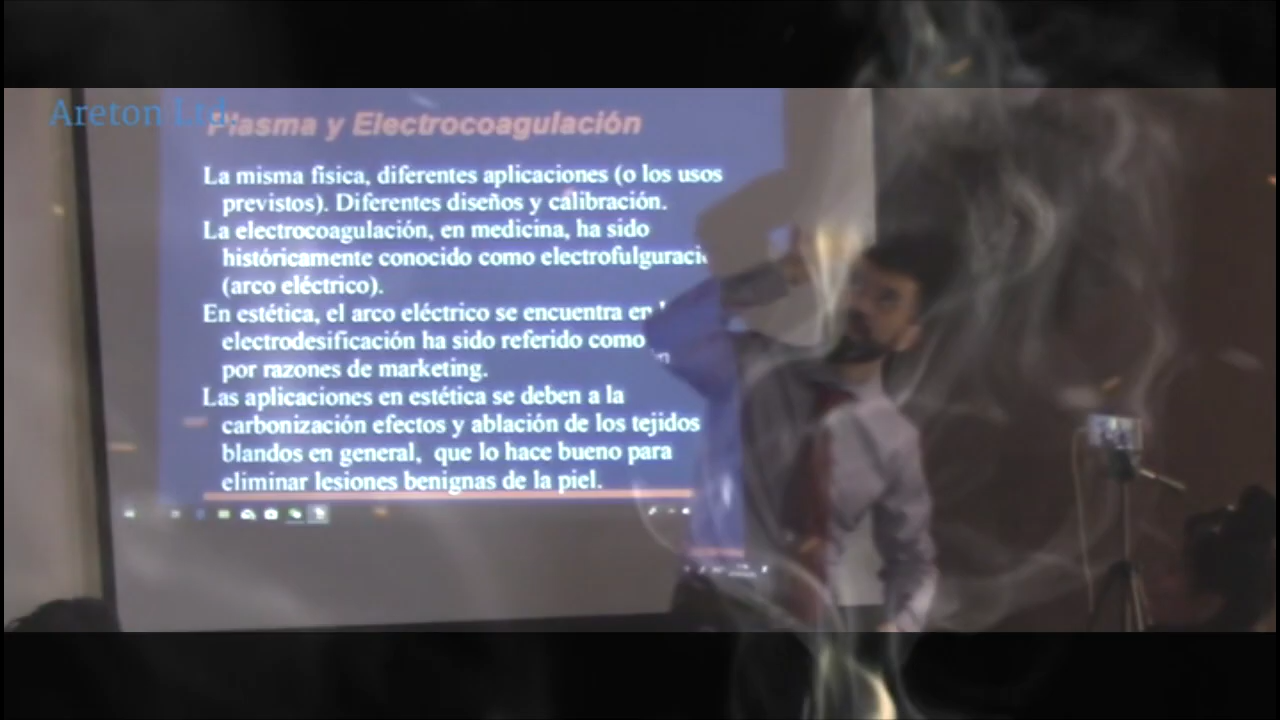 Areton Ltd.
Plasma y Electrocoagulación
La misma física, diferentes aplicaciones (o los usos
previstos). Diferentes diseños y calibración.
La electrocoagulación, en medicina, ha sido
históricamente conocido como
(arco eléctrico).
En estética, el arco eléctrico se encuentra en
electrodesificación ha sido referido como
por razones de marketing.
Las aplicaciones en estética se deben a la
carbonización efectos y ablación de los tejidos
blandos en general, que lo hace bueno para
eliminar lesiones benignas de la piel.